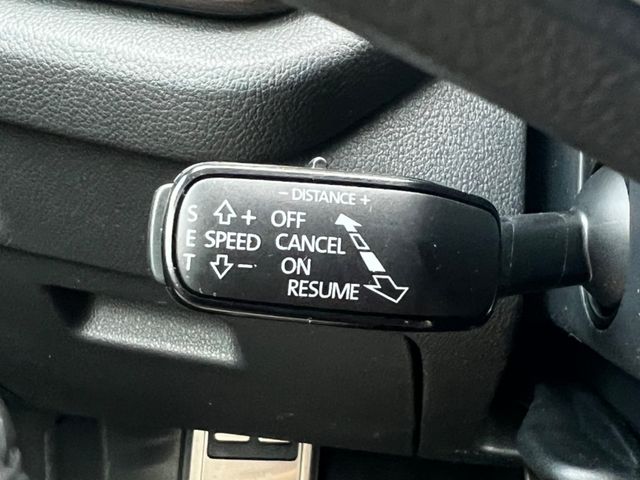 - DISTANCE +
S + OFF
E SPEED CANCEL
T - ON
RESUME